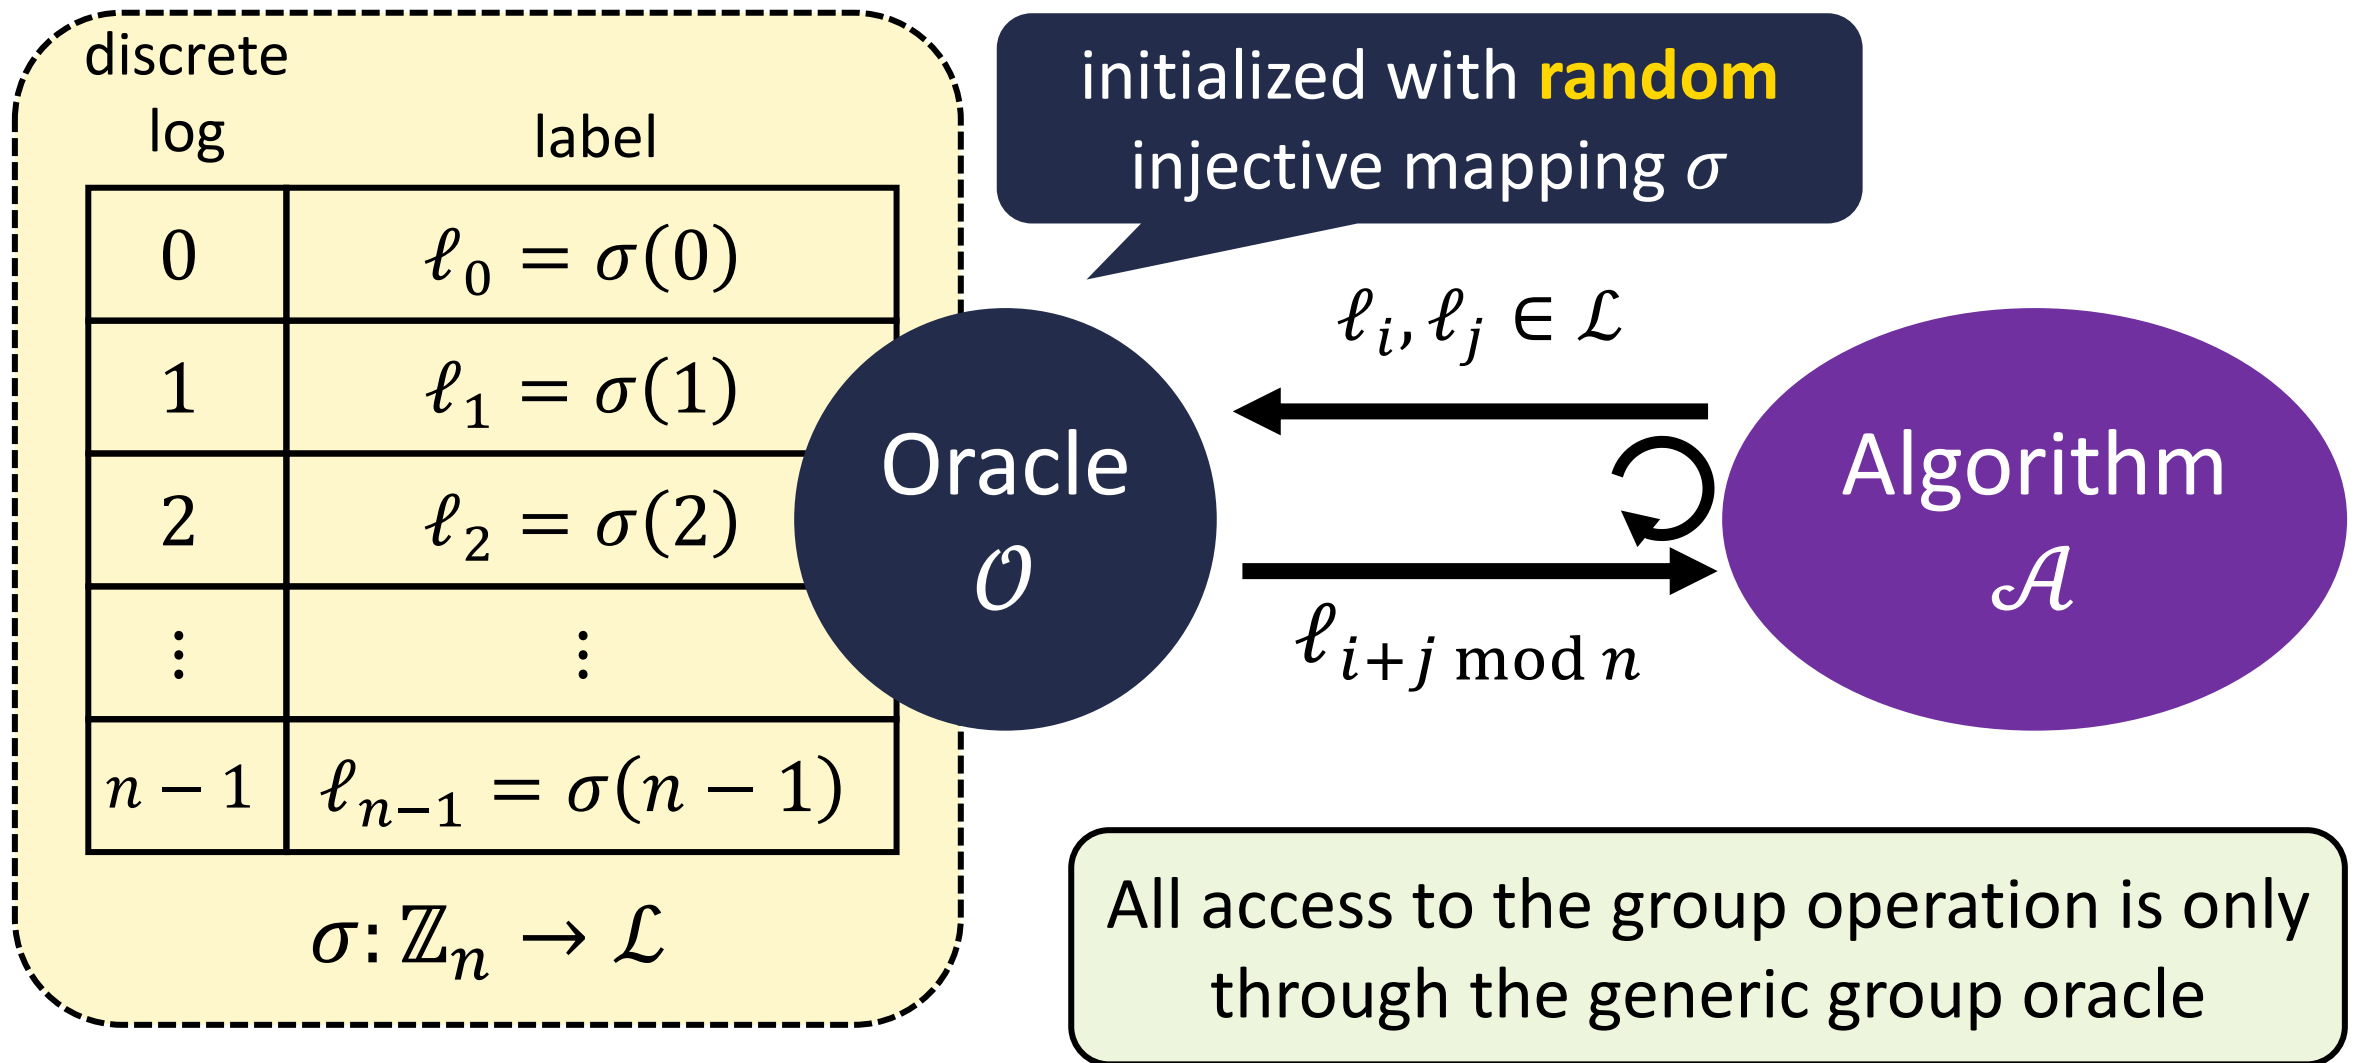 discrete
log label
0 ℓ₀ = σ(0)
1 ℓ₁ = σ(1)
2 ℓ₂ = σ(2)
⋮ ⋮
n − 1 ℓₙ₋₁ = σ(n − 1)
σ: ℤₙ → ℒ
initialized with random
injective mapping σ
ℓᵢ, ℓⱼ ∈ ℒ
Oracle
𝒪
ℓ_{i+j mod n}
Algorithm
𝒜
All access to the group operation is only
through the generic group oracle